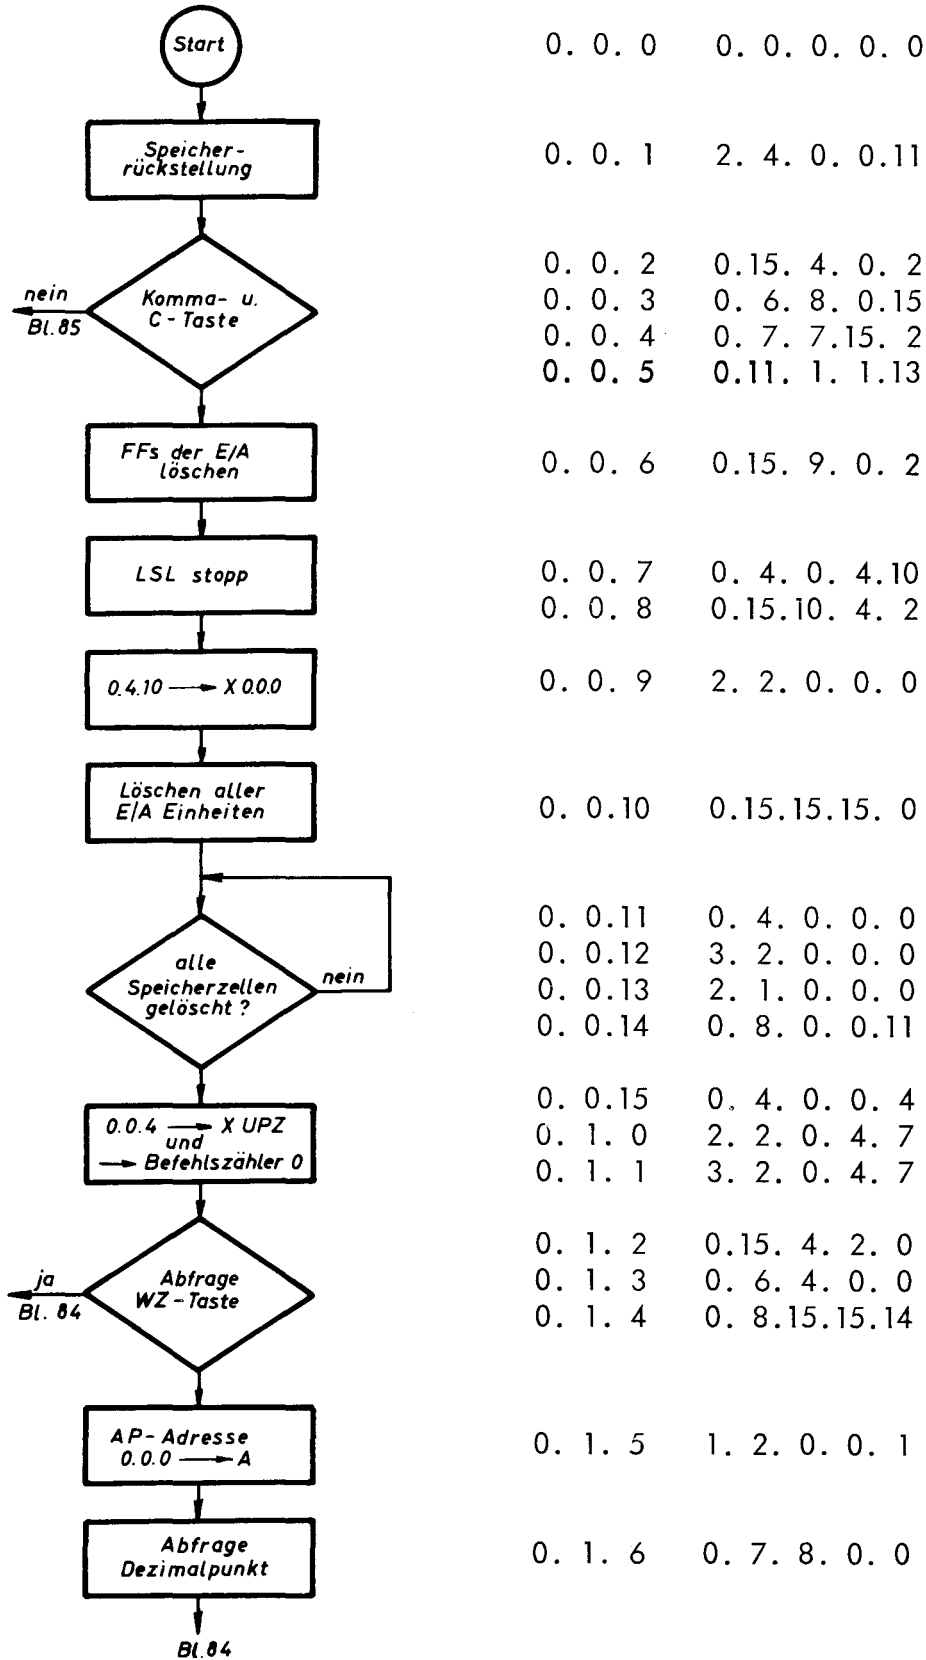 Start
0. 0. 0 0. 0. 0. 0. 0
Speicher-
rückstellung
0. 0. 1 2. 4. 0. 0.11
Komma- u.
C-Taste
nein
Bl.85
0. 0. 2 0.15. 4. 0. 2
0. 0. 3 0. 6. 8. 0.15
0. 0. 4 0. 7. 7.15. 2
0. 0. 5 0.11. 1. 1.13
FFs der E/A
löschen
0. 0. 6 0.15. 9. 0. 2
LSL stopp
0. 0. 7 0. 4. 0. 4.10
0. 0. 8 0.15.10. 4. 2
0.4.10 → X 0.0.0
0. 0. 9 2. 2. 0. 0. 0
Löschen aller
E/A Einheiten
0. 0.10 0.15.15.15. 0
alle
Speicherzellen
gelöscht ?
nein
0. 0.11 0. 4. 0. 0. 0
0. 0.12 3. 2. 0. 0. 0
0. 0.13 2. 1. 0. 0. 0
0. 0.14 0. 8. 0. 0.11
0.0.4 → X UPZ
und
→ Befehlszähler 0
0. 0.15 0. 4. 0. 0. 4
0. 1. 0 2. 2. 0. 4. 7
0. 1. 1 3. 2. 0. 4. 7
Abfrage
WZ-Taste
ja
Bl. 84
0. 1. 2 0.15. 4. 2. 0
0. 1. 3 0. 6. 4. 0. 0
0. 1. 4 0. 8.15.15.14
AP-Adresse
0.0.0 → A
0. 1. 5 1. 2. 0. 0. 1
Abfrage
Dezimalpunkt
0. 1. 6 0. 7. 8. 0. 0
Bl.84